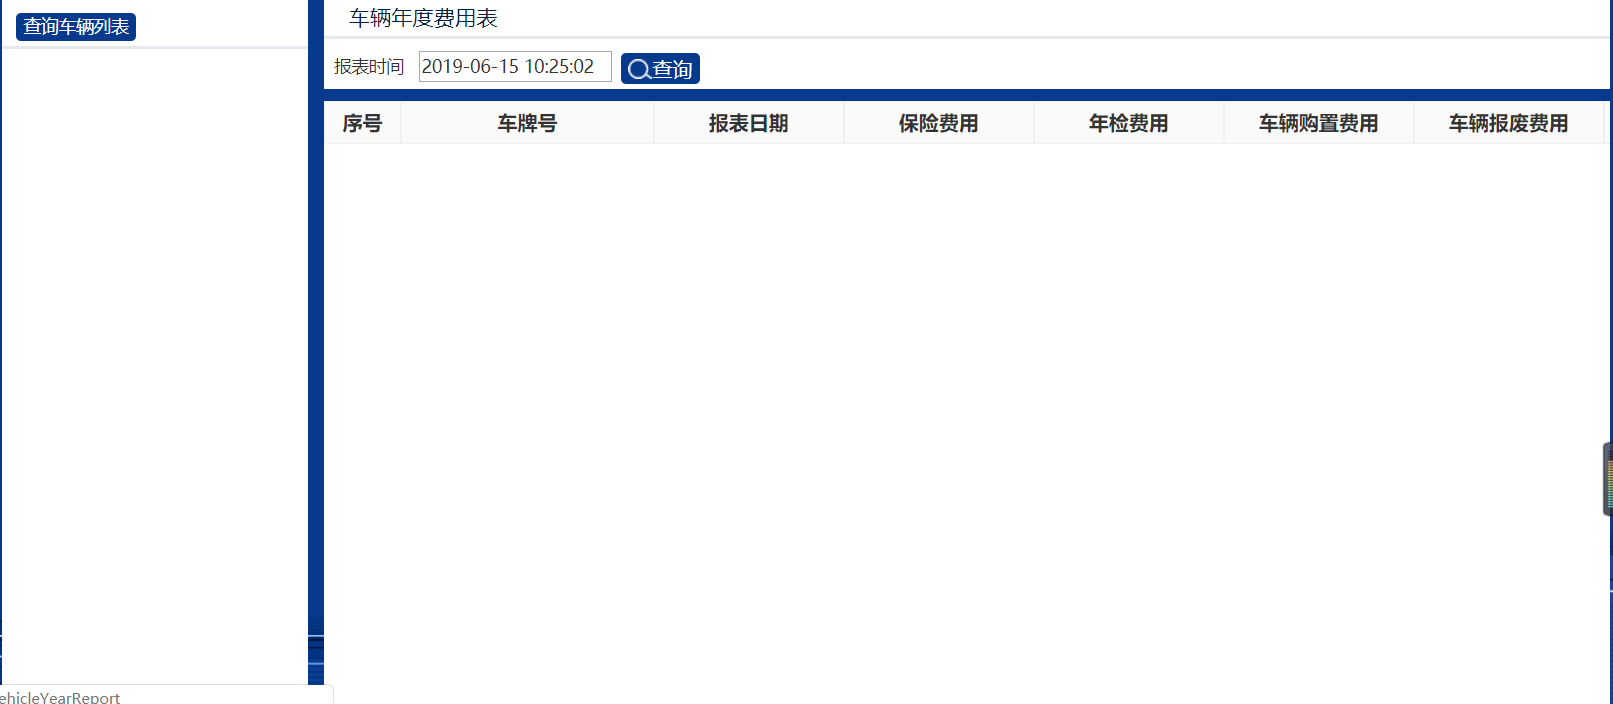 查询车辆列表
车辆年度费用表
报表时间 2019-06-15 10:25:02 查询
序号 车牌号 报表日期 保险费用 年检费用 车辆购置费用 车辆报废费用
ehicleYearReport